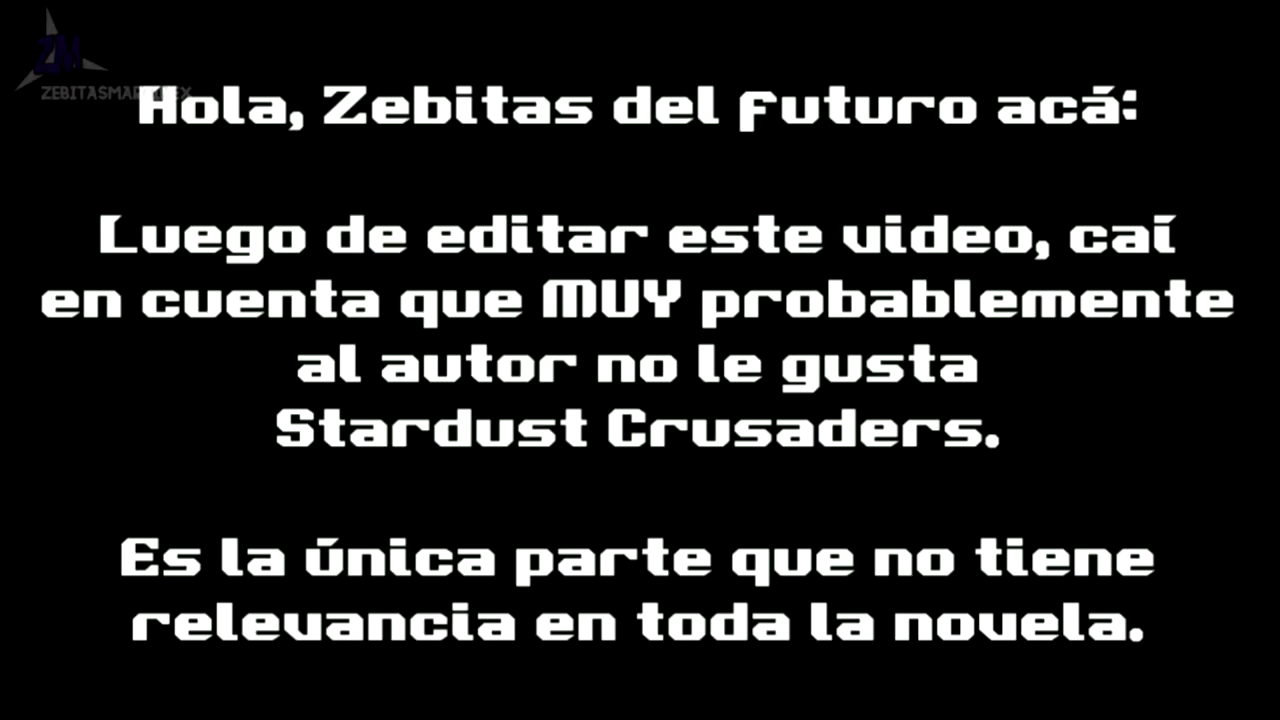 ZM
Hola, Zebitas del futuro acá:
Luego de editar este video, caí
en cuenta que MUY probablemente
al autor no le gusta
Stardust Crusaders.
Es la única parte que no tiene
relevancia en toda la novela.